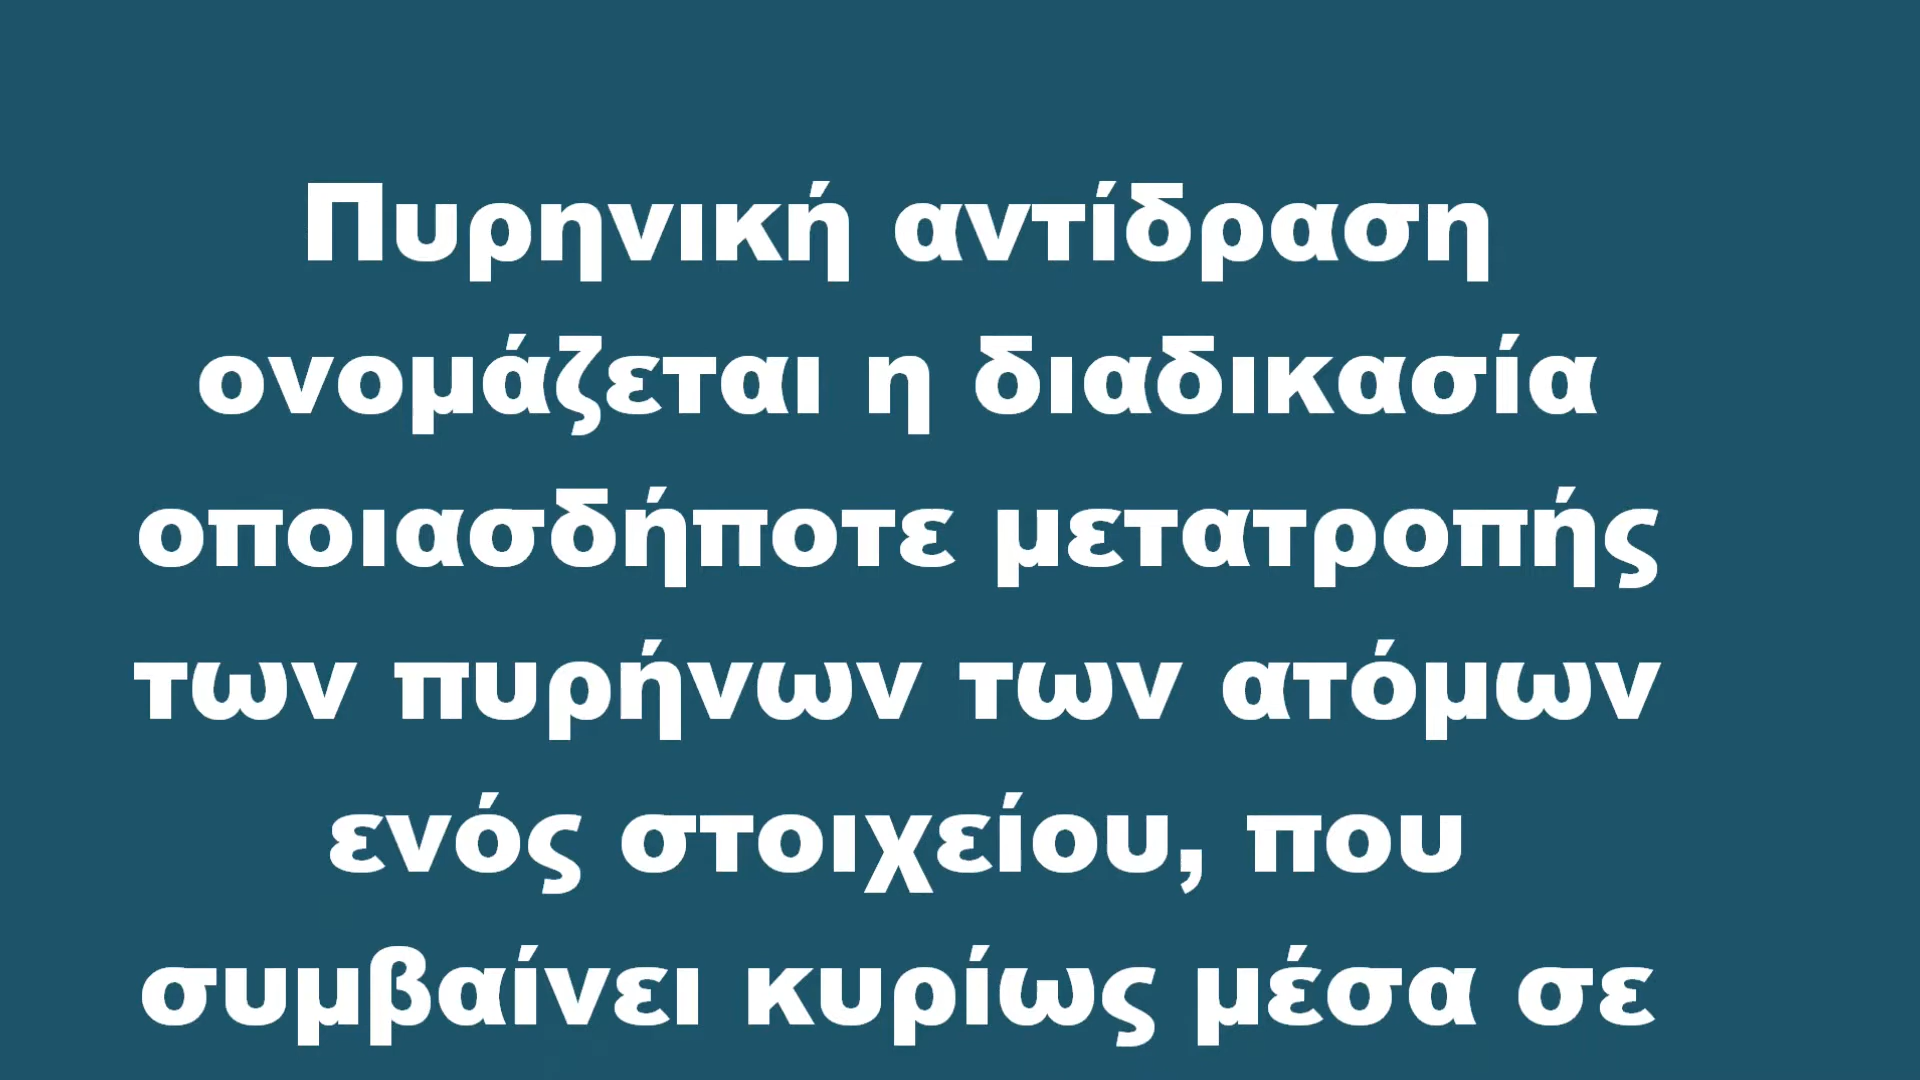 Πυρηνική αντίδραση
ονομάζεται η διαδικασία
οποιασδήποτε μετατροπής
των πυρήνων των ατόμων
ενός στοιχείου, που
συμβαίνει κυρίως μέσα σε